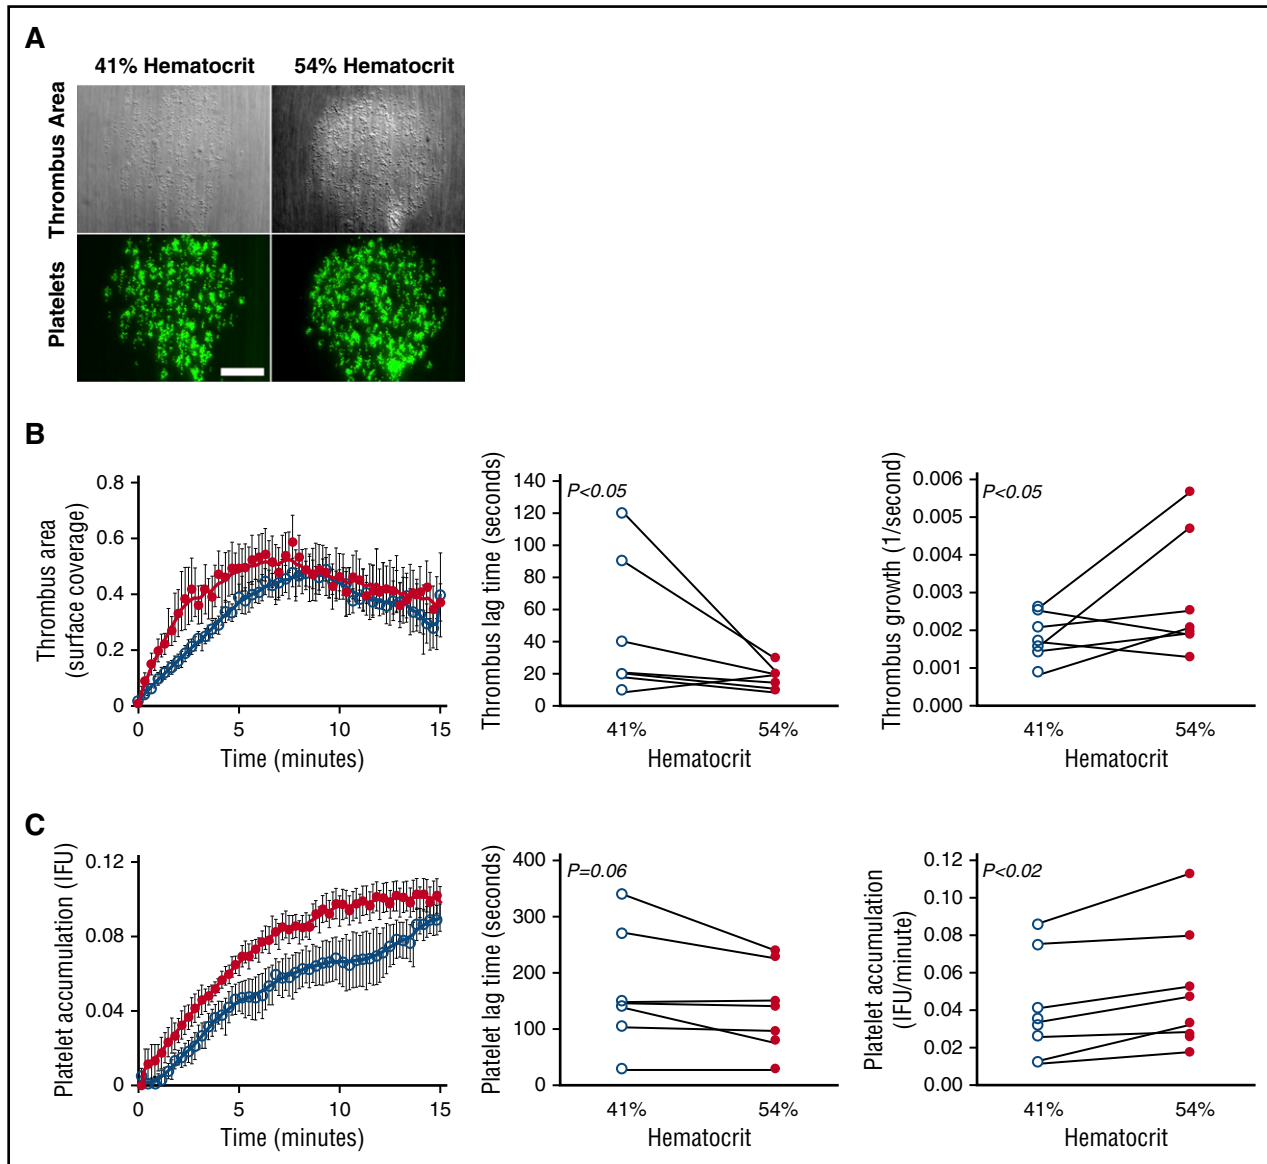 A
41% Hematocrit
54% Hematocrit
Thrombus Area
Platelets
B
Thrombus area
(surface coverage)
0.8
0.6
0.4
0.2
0
0
5
10
15
Time (minutes)
Thrombus lag time (seconds)
140
120
100
80
60
40
20
0
P<0.05
41%
54%
Hematocrit
Thrombus growth (1/second)
0.006
0.005
0.004
0.003
0.002
0.001
0.000
P<0.05
41%
54%
Hematocrit
C
Platelet accumulation (IFU)
0.12
0.08
0.04
0
0
5
10
15
Time (minutes)
Platelet lag time (seconds)
400
300
200
100
0
P=0.06
41%
54%
Hematocrit
Platelet accumulation
(IFU/minute)
0.12
0.10
0.08
0.06
0.04
0.02
0.00
P<0.02
41%
54%
Hematocrit